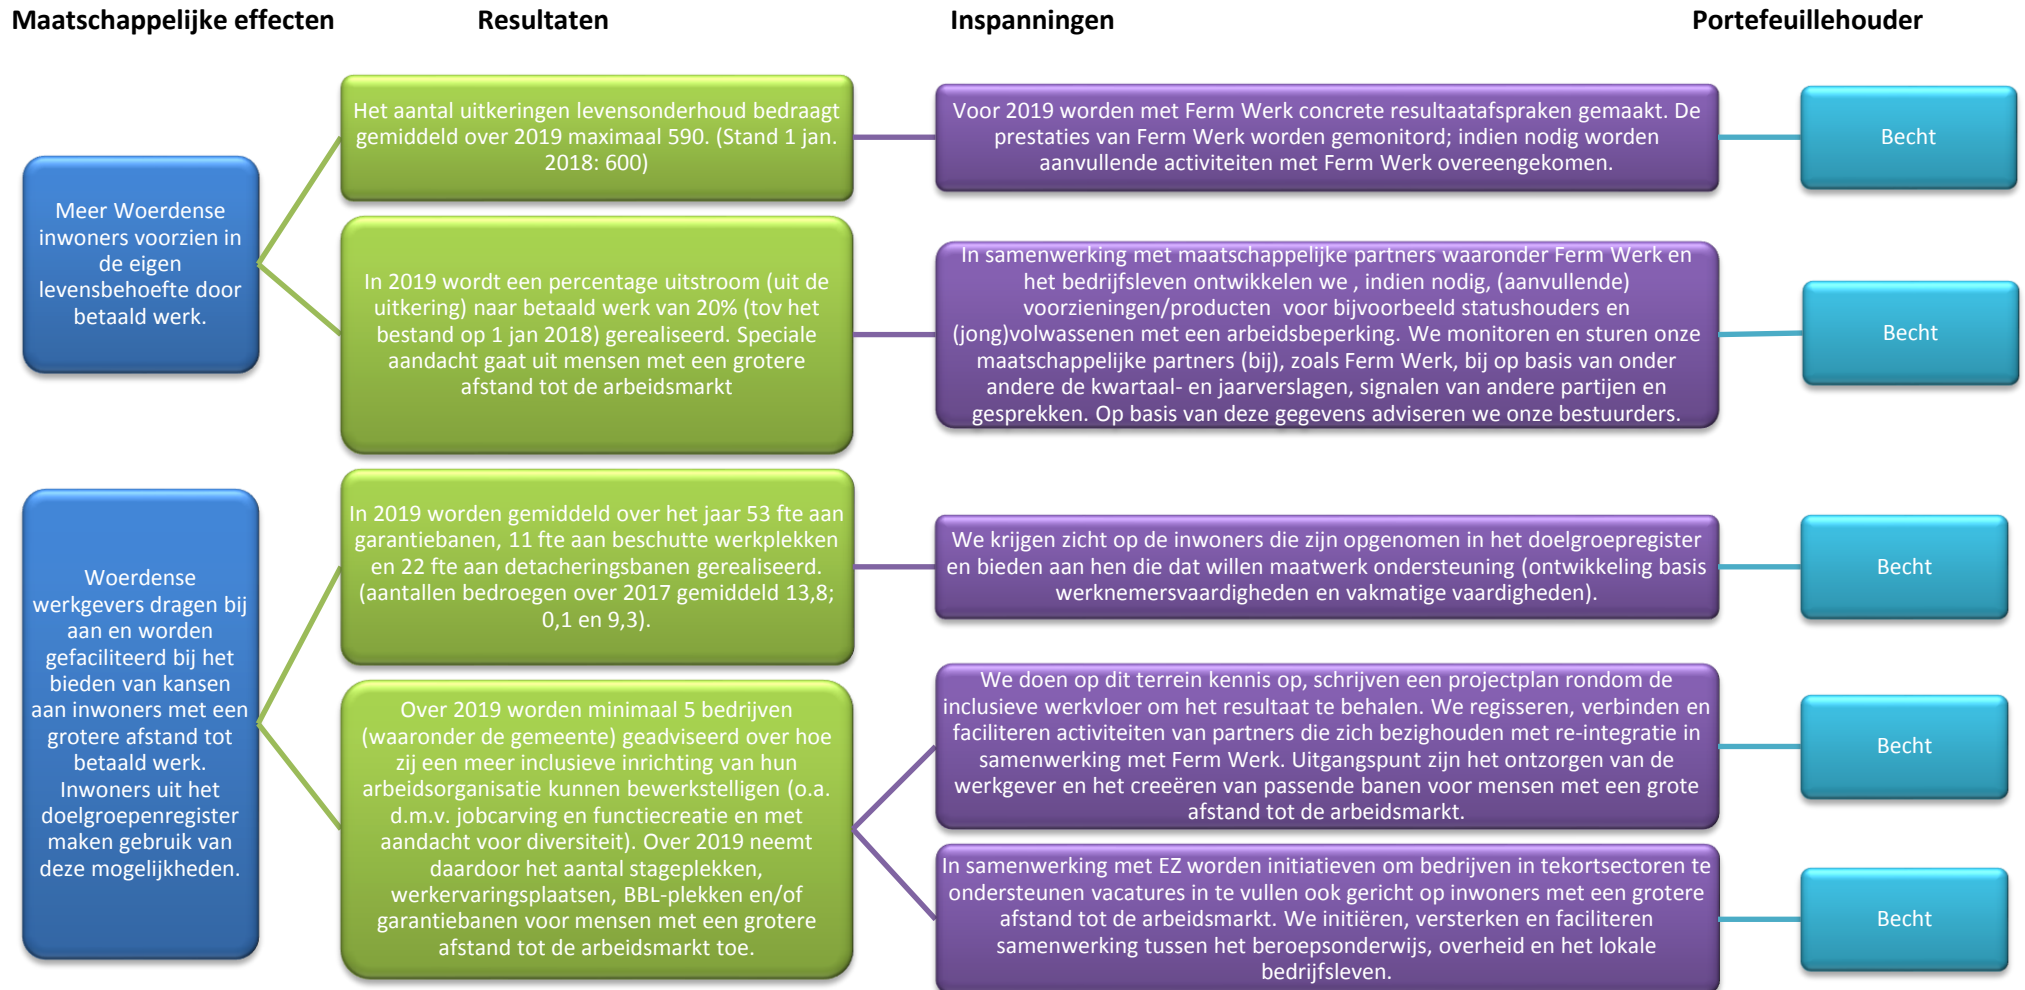 Maatschappelijke effecten
Resultaten
Inspanningen
Portefeuillehouder
Meer Woerdense
inwoners voorzien in
de eigen
levensbehoefte door
betaald werk.
Het aantal uitkeringen levensonderhoud bedraagt
gemiddeld over 2019 maximaal 590. (Stand 1 jan.
2018: 600)
Voor 2019 worden met Ferm Werk concrete resultaatafspraken gemaakt. De
prestaties van Ferm Werk worden gemonitord; indien nodig worden
aanvullende activiteiten met Ferm Werk overeengekomen.
Becht
In 2019 wordt een percentage uitstroom (uit de
uitkering) naar betaald werk van 20% (tov het
bestand op 1 jan 2018) gerealiseerd. Speciale
aandacht gaat uit mensen met een grotere
afstand tot de arbeidsmarkt
In samenwerking met maatschappelijke partners waaronder Ferm Werk en
het bedrijfsleven ontwikkelen we , indien nodig, (aanvullende)
voorzieningen/producten  voor bijvoorbeeld statushouders en
(jong)volwassenen met een arbeidsbeperking. We monitoren en sturen onze
maatschappelijke partners (bij), zoals Ferm Werk, bij op basis van onder
andere de kwartaal- en jaarverslagen, signalen van andere partijen en
gesprekken. Op basis van deze gegevens adviseren we onze bestuurders.
Becht
Woerdense
werkgevers dragen bij
aan en worden
gefaciliteerd bij het
bieden van kansen
aan inwoners met een
grotere afstand tot
betaald werk.
Inwoners uit het
doelgroepenregister
maken gebruik van
deze mogelijkheden.
In 2019 worden gemiddeld over het jaar 53 fte aan
garantiebanen, 11 fte aan beschutte werkplekken
en 22 fte aan detacheringsbanen gerealiseerd.
(aantallen bedroegen over 2017 gemiddeld 13,8;
0,1 en 9,3).
We krijgen zicht op de inwoners die zijn opgenomen in het doelgroepregister
en bieden aan hen die dat willen maatwerk ondersteuning (ontwikkeling basis
werknemersvaardigheden en vakmatige vaardigheden).
Becht
Over 2019 worden minimaal 5 bedrijven
(waaronder de gemeente) geadviseerd over hoe
zij een meer inclusieve inrichting van hun
arbeidsorganisatie kunnen bewerkstelligen (o.a.
d.m.v. jobcarving en functiecreatie en met
aandacht voor diversiteit). Over 2019 neemt
daardoor het aantal stageplekken,
werkervaringsplaatsen, BBL-plekken en/of
garantiebanen voor mensen met een grotere
afstand tot de arbeidsmarkt toe.
We doen op dit terrein kennis op, schrijven een projectplan rondom de
inclusieve werkvloer om het resultaat te behalen. We regisseren, verbinden en
faciliteren activiteiten van partners die zich bezighouden met re-integratie in
samenwerking met Ferm Werk. Uitgangspunt zijn het ontzorgen van de
werkgever en het creeëren van passende banen voor mensen met een grote
afstand tot de arbeidsmarkt.
Becht
In samenwerking met EZ worden initiatieven om bedrijven in tekortsectoren te
ondersteunen vacatures in te vullen ook gericht op inwoners met een grotere
afstand tot de arbeidsmarkt. We initiëren, versterken en faciliteren
samenwerking tussen het beroepsonderwijs, overheid en het lokale
bedrijfsleven.
Becht